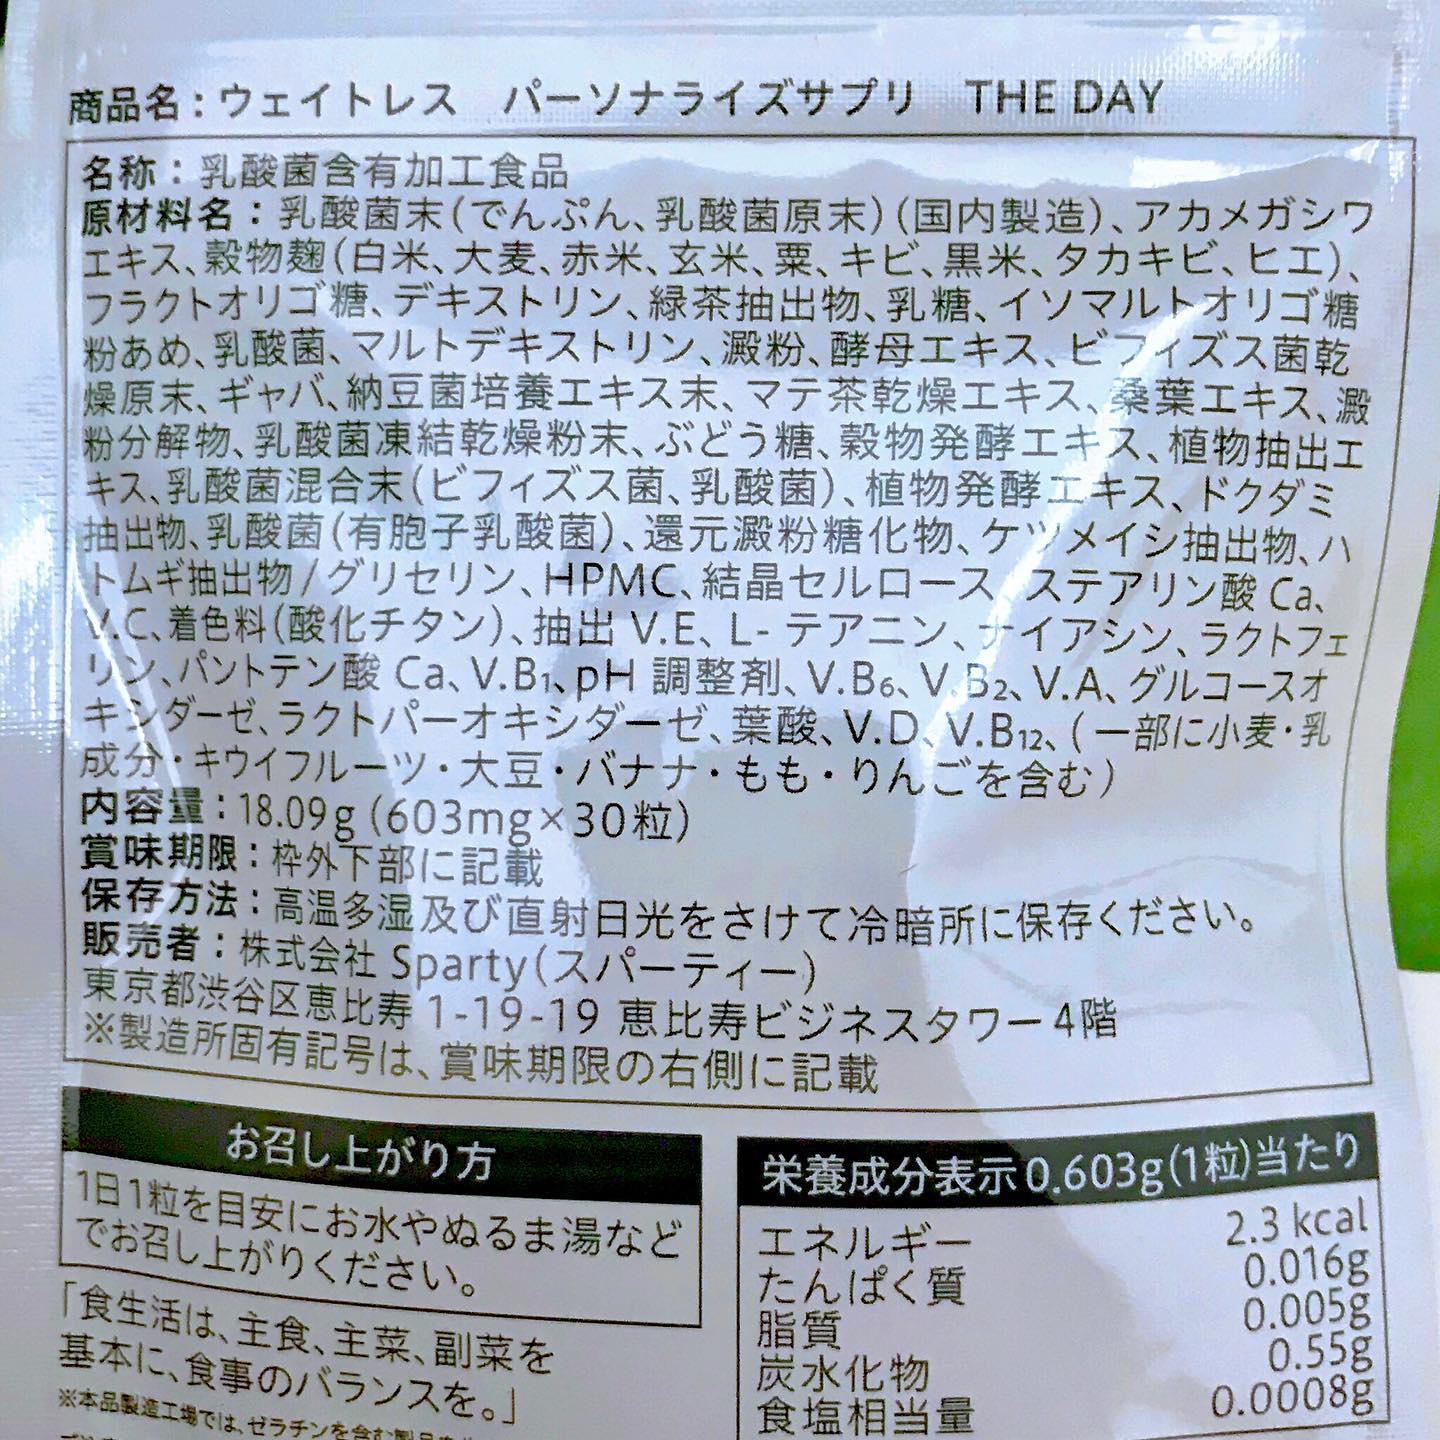 商品名：ウェイトレス　パーソナライズサプリ　THE DAY
名称：乳酸菌含有加工食品
原材料名：乳酸菌末（でんぷん、乳酸菌原末）（国内製造）、アカメガシワ
エキス、穀物麹（白米、大麦、赤米、玄米、粟、キビ、黒米、タカキビ、ヒエ）、
フラクトオリゴ糖、デキストリン、緑茶抽出物、乳糖、イソマルトオリゴ糖
粉あめ、乳酸菌、マルトデキストリン、澱粉、酵母エキス、ビフィズス菌乾
燥原末、ギャバ、納豆菌培養エキス末、マテ茶乾燥エキス、桑葉エキス、澱
粉分解物、乳酸菌凍結乾燥粉末、ぶどう糖、穀物発酵エキス、植物抽出エ
キス、乳酸菌混合末（ビフィズス菌、乳酸菌）、植物発酵エキス、ドクダミ
抽出物、乳酸菌（有胞子乳酸菌）、還元澱粉糖化物、ケツメイシ抽出物、ハ
トムギ抽出物 / グリセリン、HPMC、結晶セルロース ステアリン酸 Ca、
V.C、着色料（酸化チタン）、抽出 V.E、L- テアニン、ナイアシン、ラクトフェ
リン、パントテン酸 Ca、V.B₁、pH 調整剤、V.B₆、V.B₂、V.A、グルコースオ
キシダーゼ、ラクトパーオキシダーゼ、葉酸、V.D、V.B₁₂、（一部に小麦・乳
成分・キウイフルーツ・大豆・バナナ・もも・りんごを含む）
内容量：18.09g（603mg×30粒）
賞味期限：枠外下部に記載
保存方法：高温多湿及び直射日光をさけて冷暗所に保存ください。
販売者：株式会社 Sparty（スパーティー）
東京都渋谷区恵比寿 1-19-19 恵比寿ビジネスタワー 4階
※製造所固有記号は、賞味期限の右側に記載
お召し上がり方
1日1粒を目安にお水やぬるま湯など
でお召し上がりください。
「食生活は、主食、主菜、副菜を
基本に、食事のバランスを。」
※本品製造工場では、ゼラチンを含む製品
栄養成分表示0.603g（1粒）当たり
エネルギー 2.3 kcal
たんぱく質 0.016g
脂質 0.005g
炭水化物 0.55g
食塩相当量 0.0008g